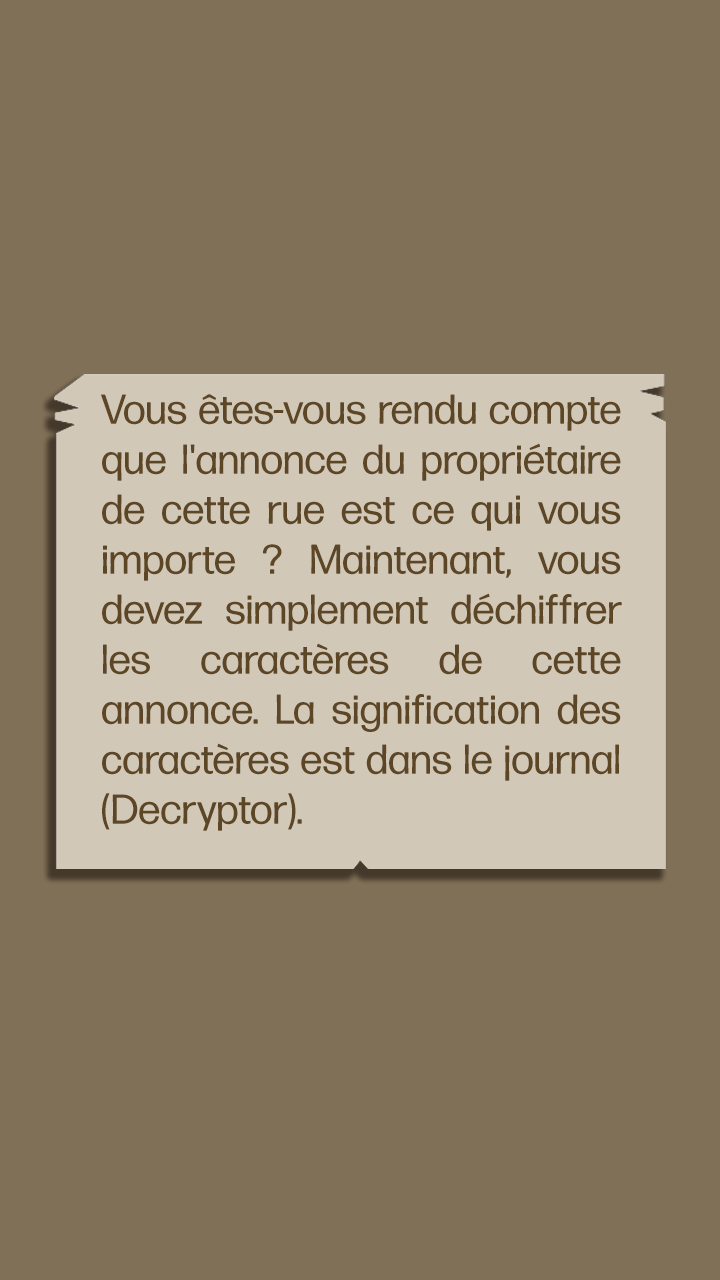 Vous êtes-vous rendu compte
que l'annonce du propriétaire
de cette rue est ce qui vous
importe ? Maintenant, vous
devez simplement déchiffrer
les caractères de cette
annonce. La signification des
caractères est dans le journal
(Decryptor).